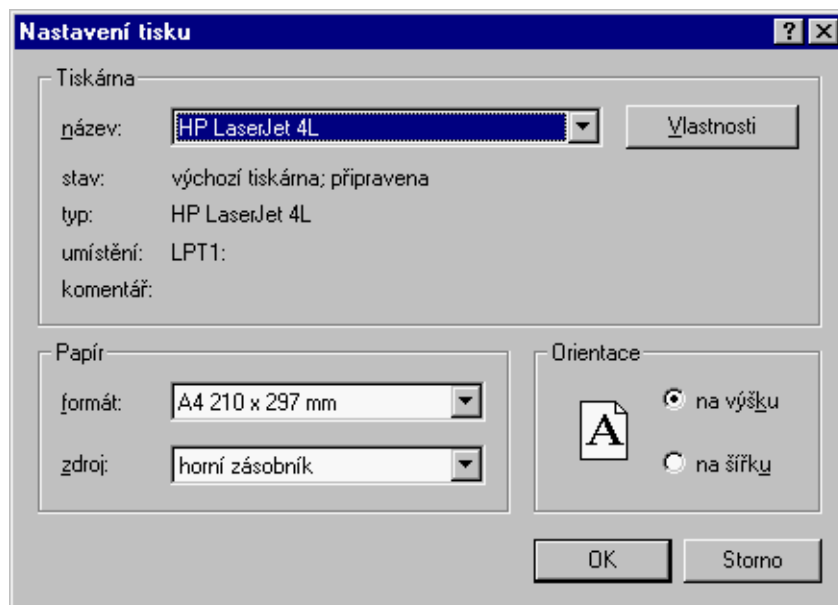 Nastavení tisku
Tiskárna
název: HP LaserJet 4L Vlastnosti
stav: výchozí tiskárna; připravena
typ: HP LaserJet 4L
umístění: LPT1:
komentář:
Papír
formát: A4 210 x 297 mm
zdroj: horní zásobník
Orientace
A
na výšku
na šířku
OK Storno